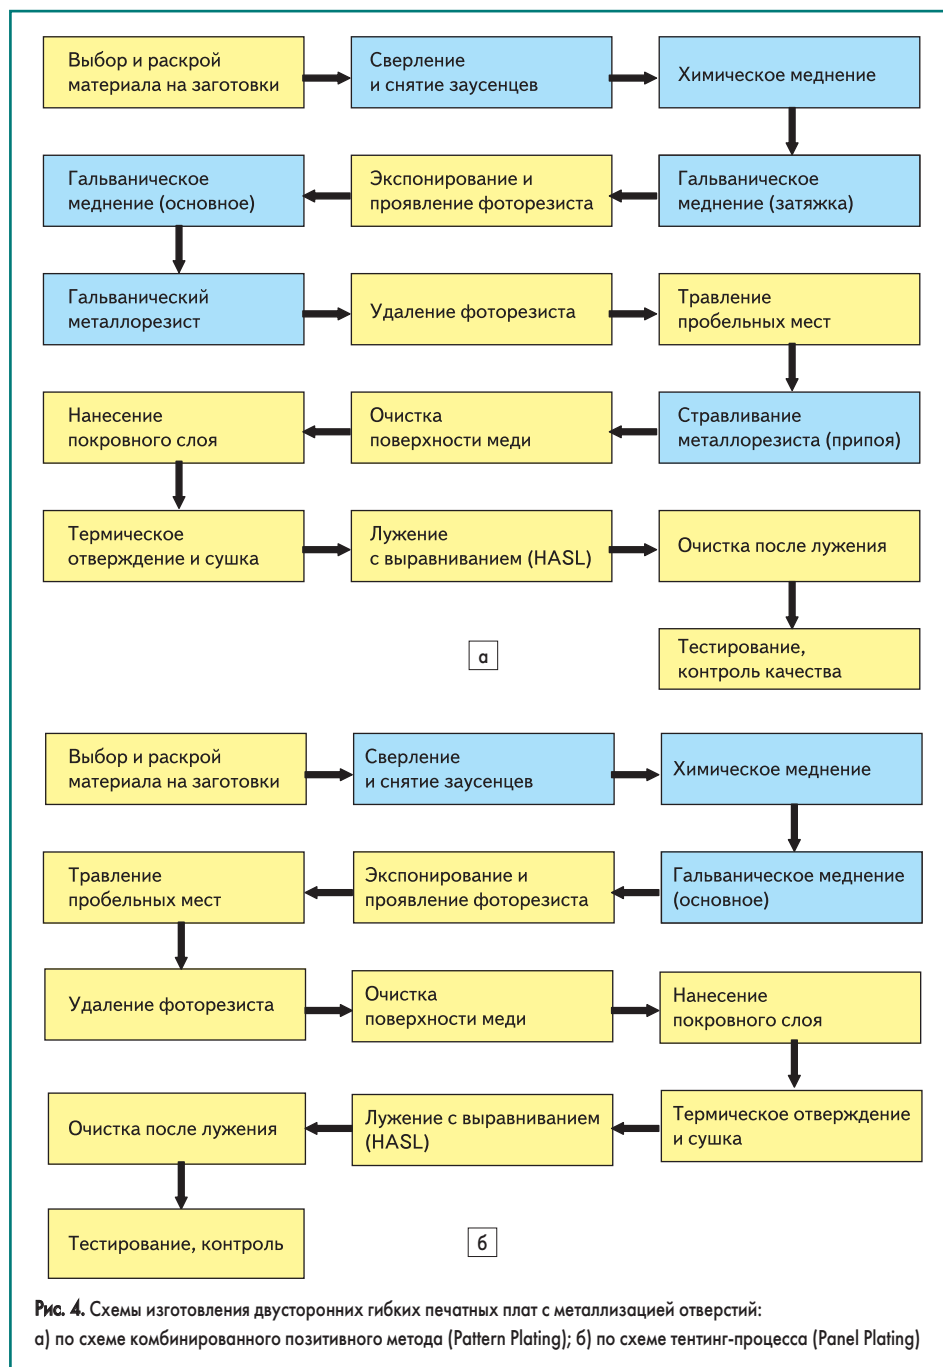 Выбор и раскрой
материала на заготовки
Сверление
и снятие заусенцев
Химическое меднение
Гальваническое
меднение (затяжка)
Экспонирование и
проявление фоторезиста
Гальваническое
меднение (основное)
Гальванический
металлорезист
Удаление фоторезиста
Травление
пробельных мест
Стравливание
металлорезиста (припоя)
Очистка
поверхности меди
Нанесение
покровного слоя
Термическое
отверждение и сушка
Лужение
с выравниванием (HASL)
Очистка после лужения
Тестирование,
контроль качества
а
Выбор и раскрой
материала на заготовки
Сверление
и снятие заусенцев
Химическое меднение
Гальваническое меднение
(основное)
Экспонирование и
проявление фоторезиста
Травление
пробельных мест
Удаление фоторезиста
Очистка
поверхности меди
Нанесение
покровного слоя
Термическое отверждение
и сушка
Лужение с выравниванием
(HASL)
Очистка после лужения
Тестирование, контроль
б
Рис. 4. Схемы изготовления двусторонних гибких печатных плат с металлизацией отверстий:
а) по схеме комбинированного позитивного метода (Pattern Plating); б) по схеме тентинг-процесса (Panel Plating)